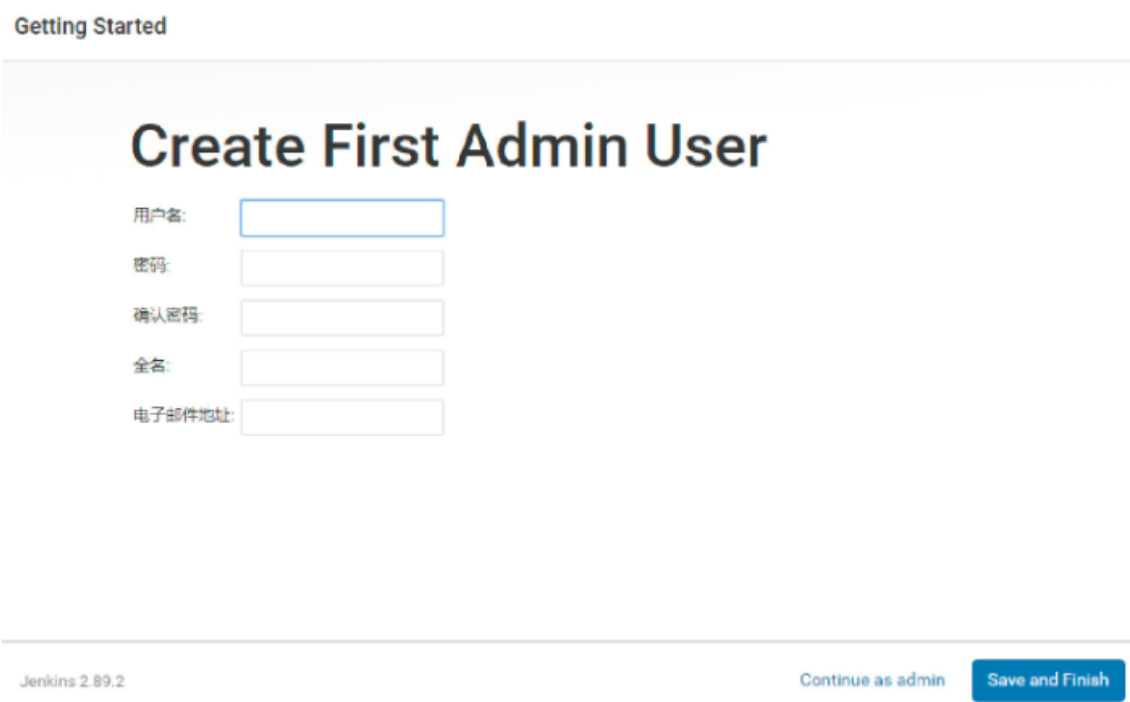 Getting Started
Create First Admin User
用户名:
密码:
确认密码:
全名:
电子邮件地址:
Jenkins 2.89.2
Continue as admin
Save and Finish